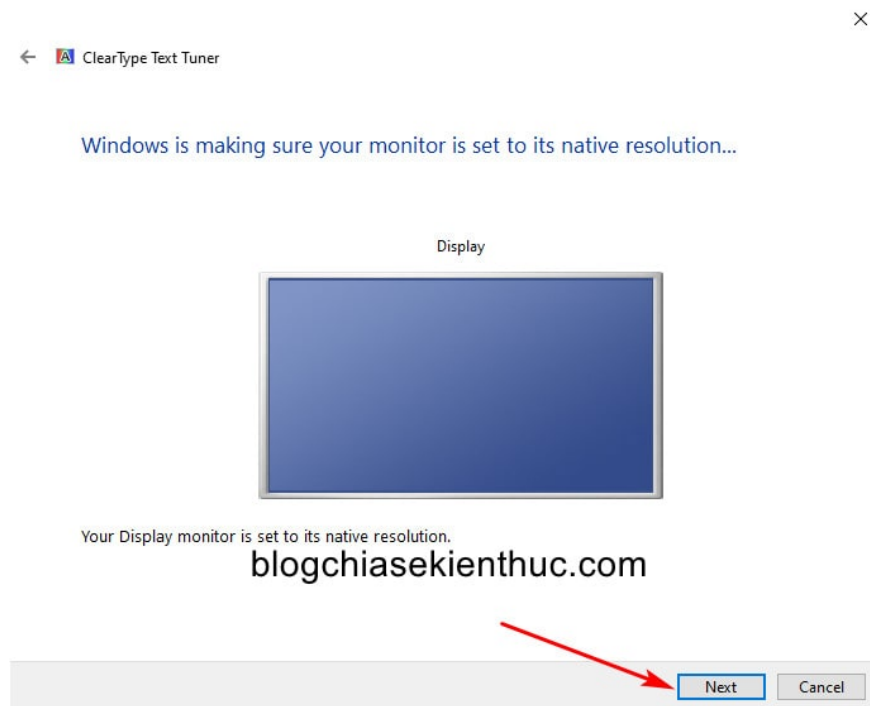 ClearType Text Tuner
Windows is making sure your monitor is set to its native resolution...
Display
Your Display monitor is set to its native resolution.
blogchiasekienthuc.com
Next
Cancel